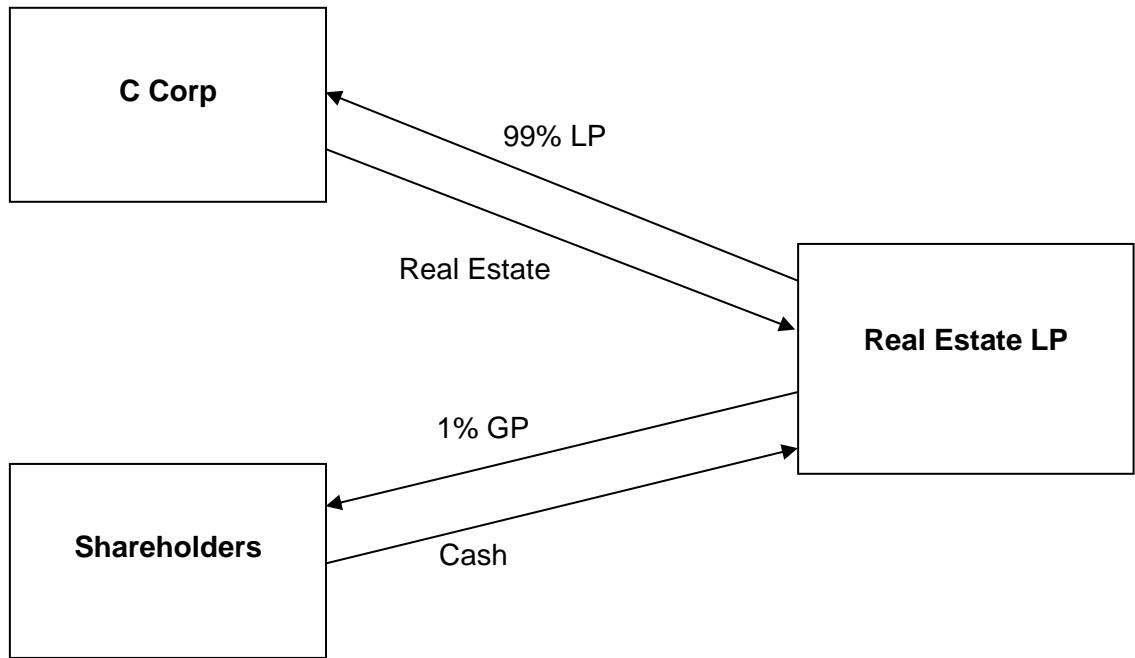 C Corp
99% LP
Real Estate
Real Estate LP
1% GP
Shareholders
Cash